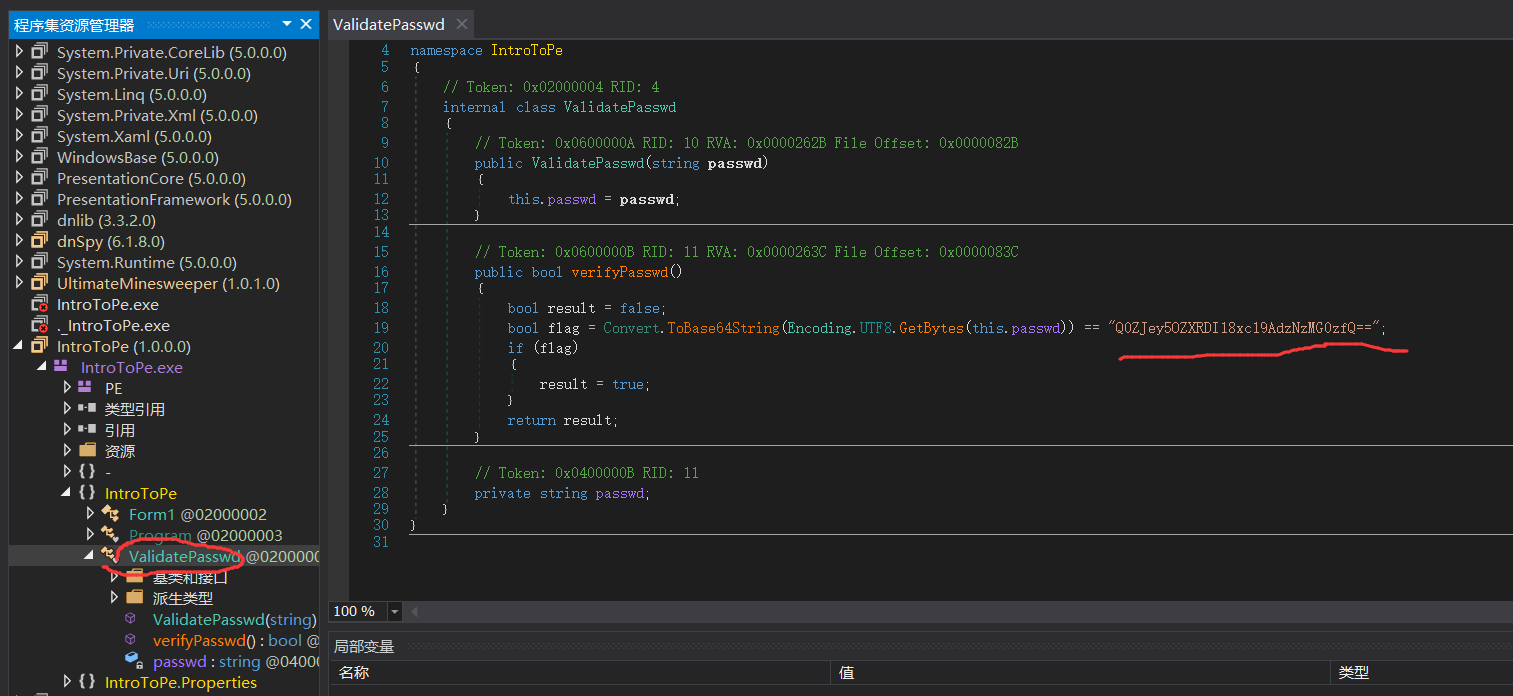 程序集资源管理器
System.Private.CoreLib (5.0.0.0)
System.Private.Uri (5.0.0.0)
System.Linq (5.0.0.0)
System.Private.Xml (5.0.0.0)
System.Xaml (5.0.0.0)
WindowsBase (5.0.0.0)
PresentationCore (5.0.0.0)
PresentationFramework (5.0.0.0)
dnlib (3.3.2.0)
dnSpy (6.1.8.0)
System.Runtime (5.0.0.0)
UltimateMinesweeper (1.0.1.0)
IntroToPe.exe
._IntroToPe.exe
IntroToPe (1.0.0.0)
IntroToPe.exe
PE
类型引用
引用
资源
{ } -
{ } IntroToPe
Form1 @02000002
Program @02000003
ValidatePasswd @0200000
基类和接口
派生类型
ValidatePasswd(string)
verifyPasswd() : bool @
passwd : string @0400
{ } IntroToPe.Properties
ValidatePasswd
4 namespace IntroToPe
5 {
6 // Token: 0x02000004 RID: 4
7 internal class ValidatePasswd
8 {
9 // Token: 0x0600000A RID: 10 RVA: 0x0000262B File Offset: 0x0000082B
10 public ValidatePasswd(string passwd)
11 {
12 this.passwd = passwd;
13 }
14
15 // Token: 0x0600000B RID: 11 RVA: 0x0000263C File Offset: 0x0000083C
16 public bool verifyPasswd()
17 {
18 bool result = false;
19 bool flag = Convert.ToBase64String(Encoding.UTF8.GetBytes(this.passwd)) == "Q0ZJey5OZXRDI18xc19AdzNzMG0zfQ==";
20 if (flag)
21 {
22 result = true;
23 }
24 return result;
25 }
26
27 // Token: 0x0400000B RID: 11
28 private string passwd;
29 }
30 }
31
100 %
局部变量
名称 值 类型